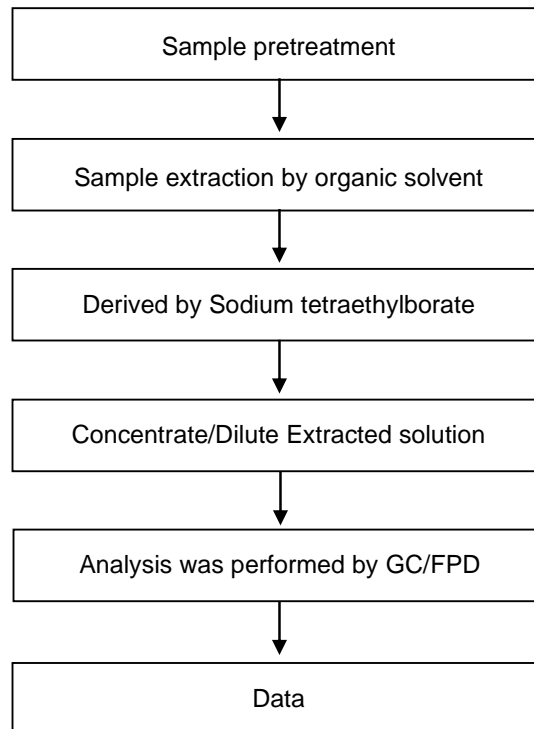 Sample pretreatment
Sample extraction by organic solvent
Derived by Sodium tetraethylborate
Concentrate/Dilute Extracted solution
Analysis was performed by GC/FPD
Data